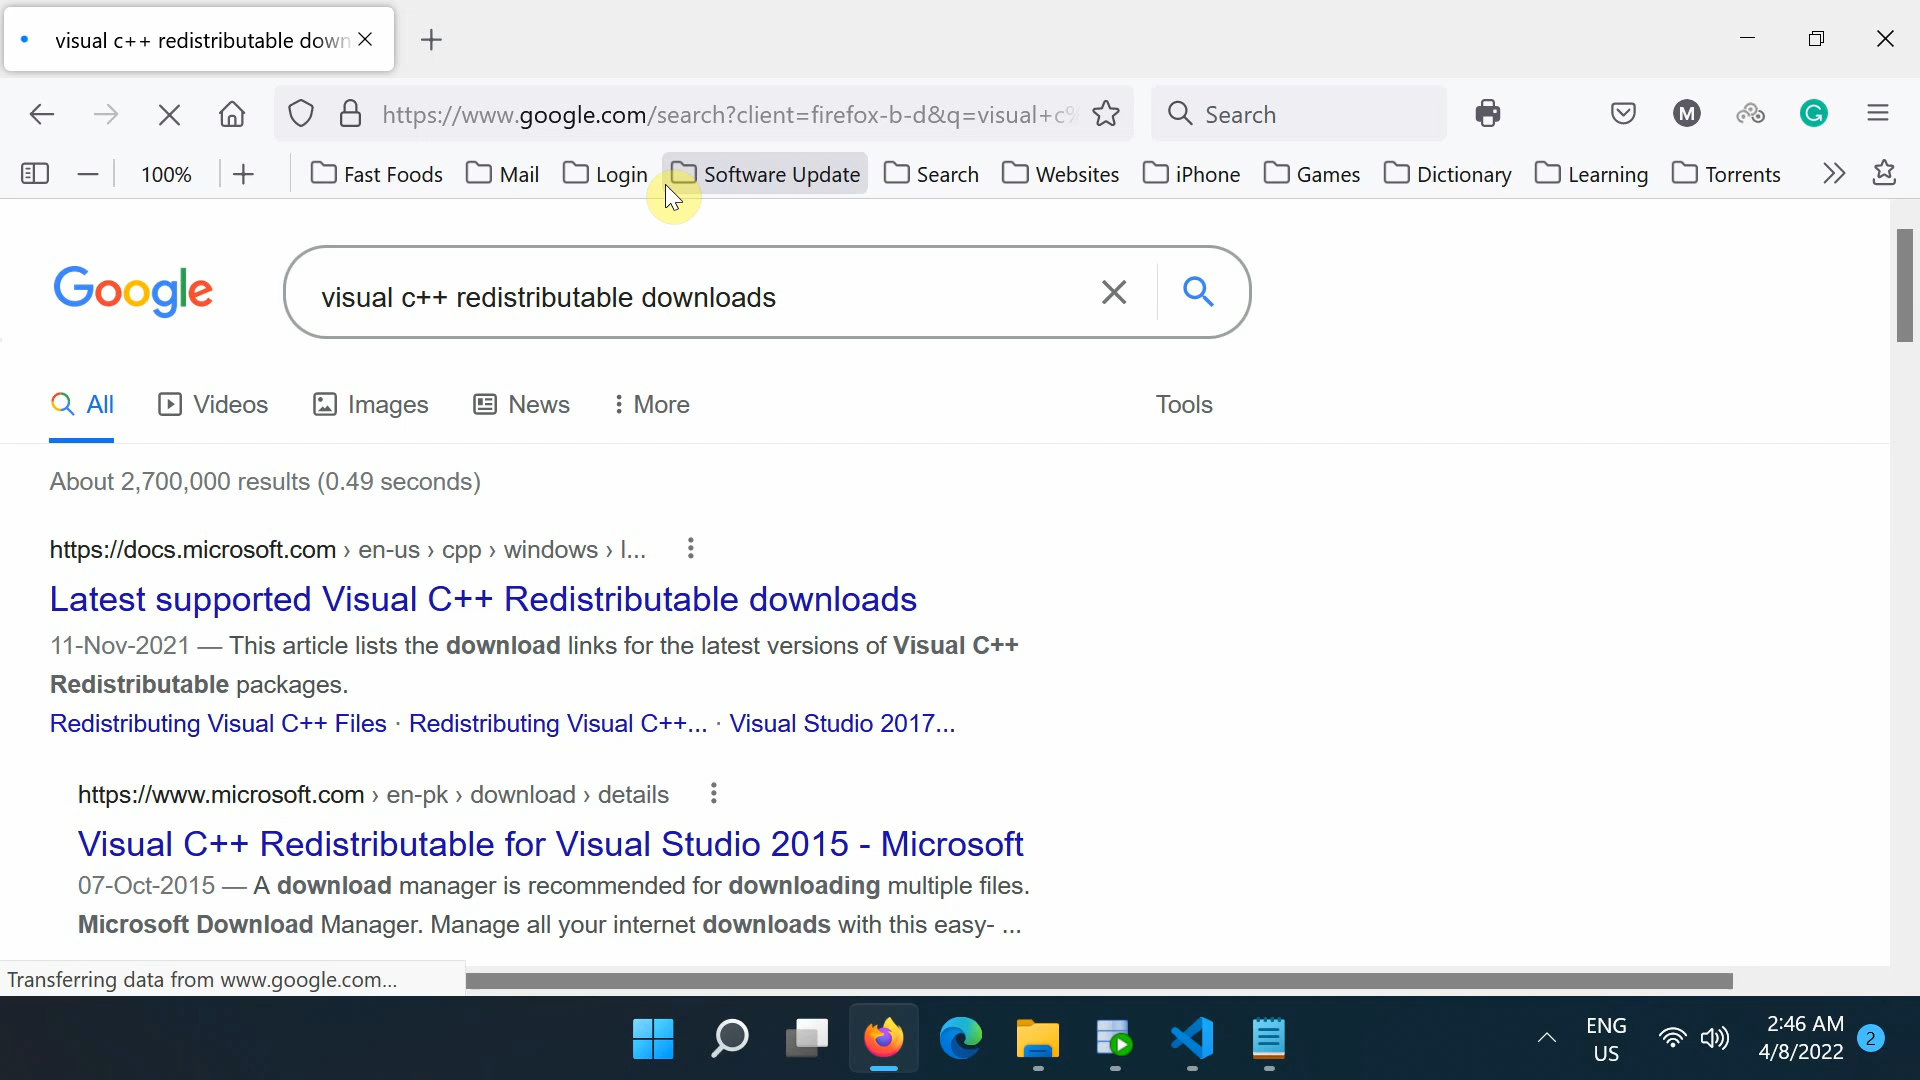 visual c++ redistributable down
https://www.google.com/search?client=firefox-b-d&q=visual+c%
Search
M
100%
Fast Foods
Mail
Login
Software Update
Search
Websites
iPhone
Games
Dictionary
Learning
Torrents
Google
visual c++ redistributable downloads
All
Videos
Images
News
More
Tools
About 2,700,000 results (0.49 seconds)
https://docs.microsoft.com › en-us › cpp › windows › l...
Latest supported Visual C++ Redistributable downloads
11-Nov-2021 — This article lists the download links for the latest versions of Visual C++
Redistributable packages.
Redistributing Visual C++ Files · Redistributing Visual C++... · Visual Studio 2017...
https://www.microsoft.com › en-pk › download › details
Visual C++ Redistributable for Visual Studio 2015 - Microsoft
07-Oct-2015 — A download manager is recommended for downloading multiple files.
Microsoft Download Manager. Manage all your internet downloads with this easy- ...
Transferring data from www.google.com...
ENG
US
2:46 AM
4/8/2022
2